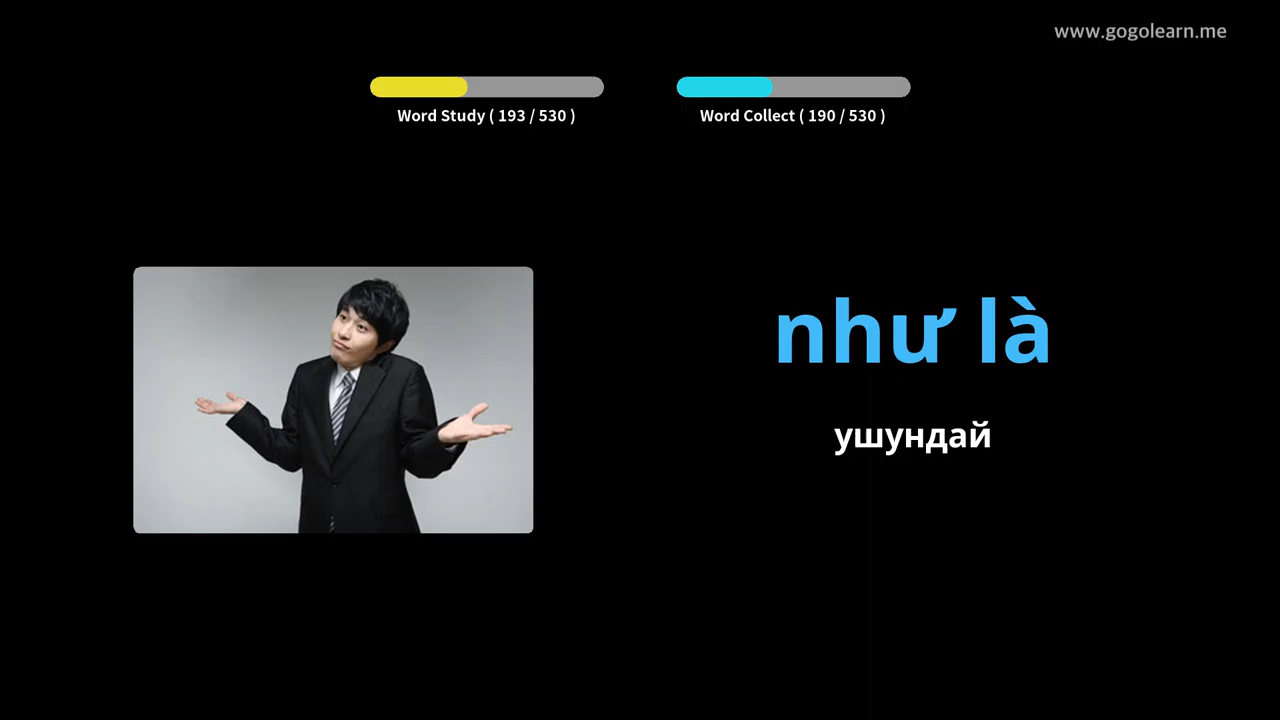 www.gogolearn.me
Word Study ( 193 / 530 )
Word Collect ( 190 / 530 )
như là
ушундай